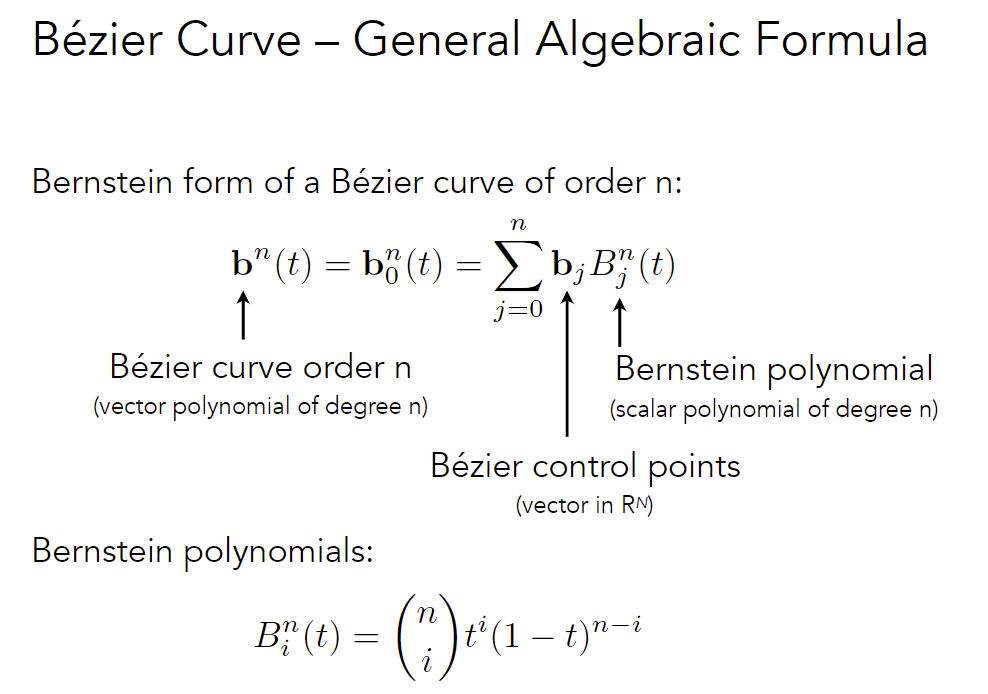 Bézier Curve – General Algebraic Formula
Bernstein form of a Bézier curve of order n:
$\mathbf{b}^n(t) = \mathbf{b}_0^n(t) = \sum_{j=0}^{n} \mathbf{b}_j B_j^n(t)$
Bézier curve order n
(vector polynomial of degree n)
Bernstein polynomial
(scalar polynomial of degree n)
Bézier control points
(vector in Rᴺ)
Bernstein polynomials:
$B_i^n(t) = \binom{n}{i} t^i (1 - t)^{n-i}$